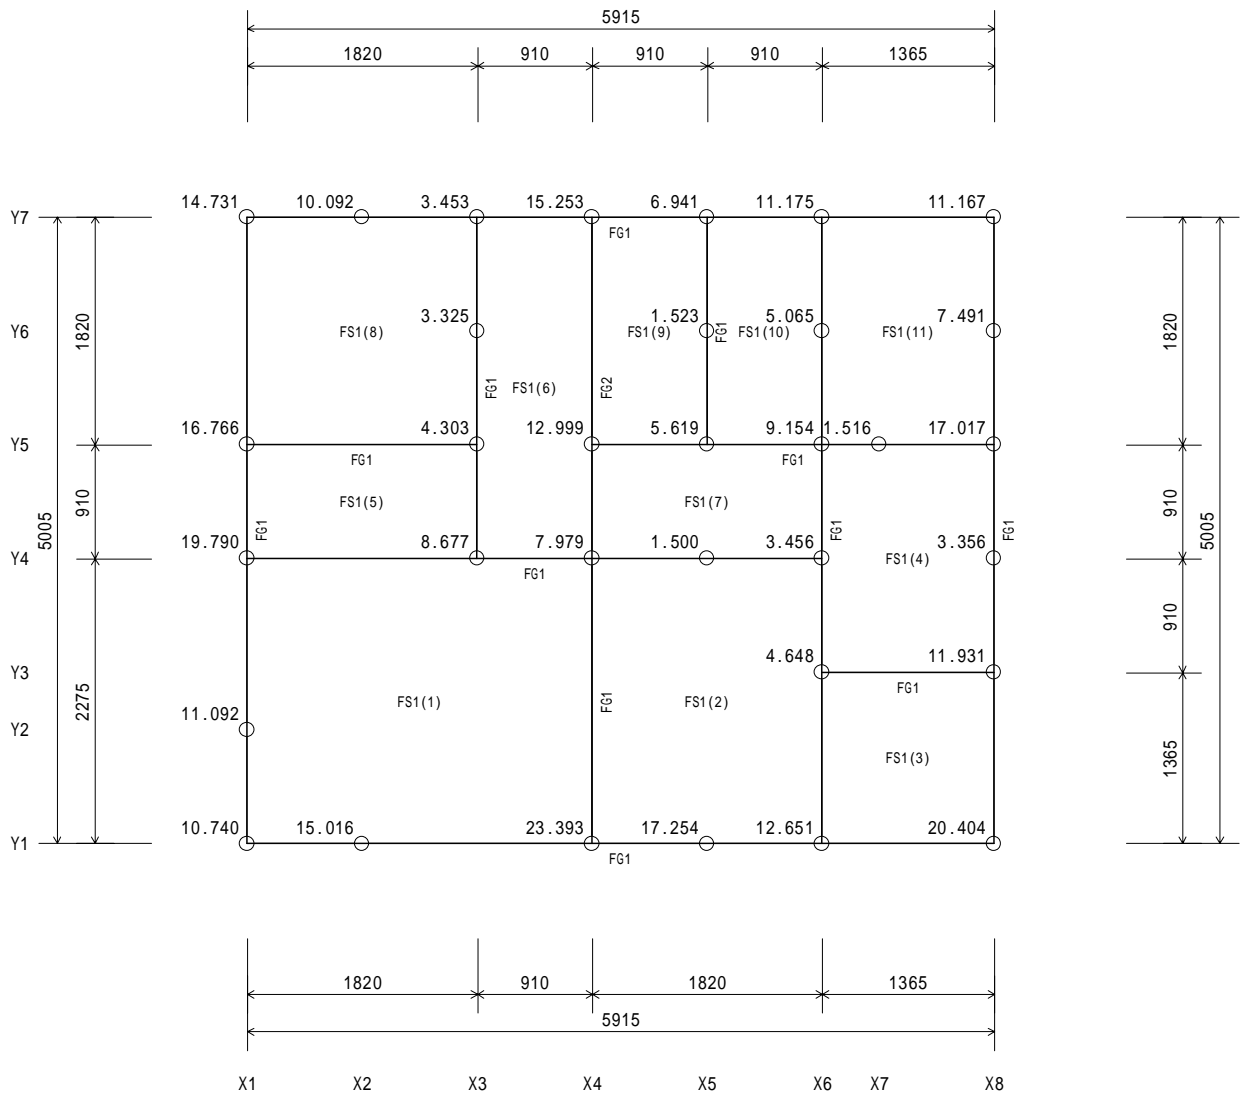 5915
1820 910 910 910 1365
Y7 14.731 10.092 3.453 15.253 6.941 11.175 11.167
FG1
Y6 1820 3.325 1.523 5.065 7.491 1820
FS1(8) FS1(9) FG1 FS1(10) FS1(11)
FG1 FS1(6) FG2
16.766 4.303 12.999 5.619 9.154 1.516 17.017
Y5
FG1 FG1
5005 910 FG1 FS1(5) FS1(7) FG1 FG1 910 5005
19.790 8.677 7.979 1.500 3.456 3.356
Y4 FS1(4)
FG1
910
4.648 11.931
Y3
FG1
2275 FS1(1) FG1 FS1(2)
11.092
Y2
FS1(3) 1365
10.740 15.016 23.393 17.254 12.651 20.404
Y1
FG1
1820 910 1820 1365
5915
X1 X2 X3 X4 X5 X6 X7 X8